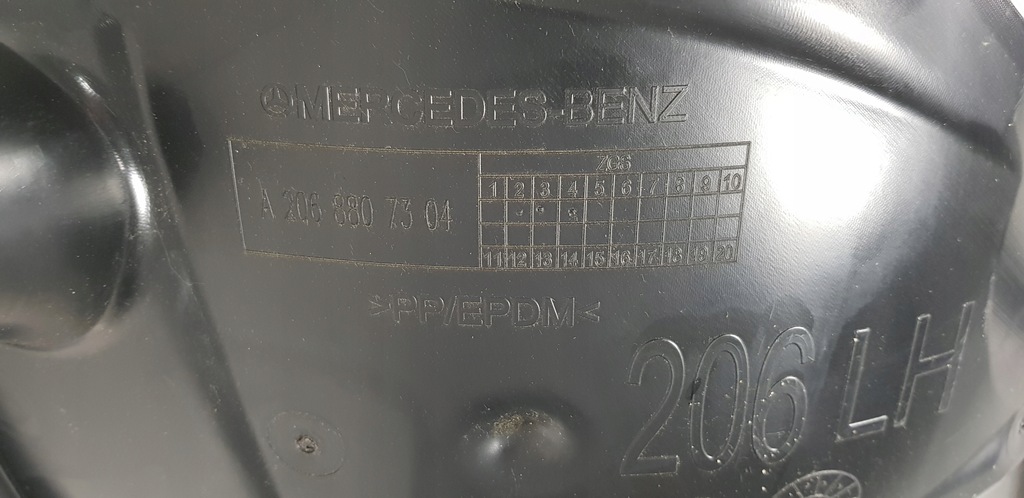 MERCEDES-BENZ
A 206 880 73 04
ZGS
1 2 3 4 5 6 7 8 9 10
11 12 13 14 15 16 17 18 19 20
>PP/EPDM<
206 LH